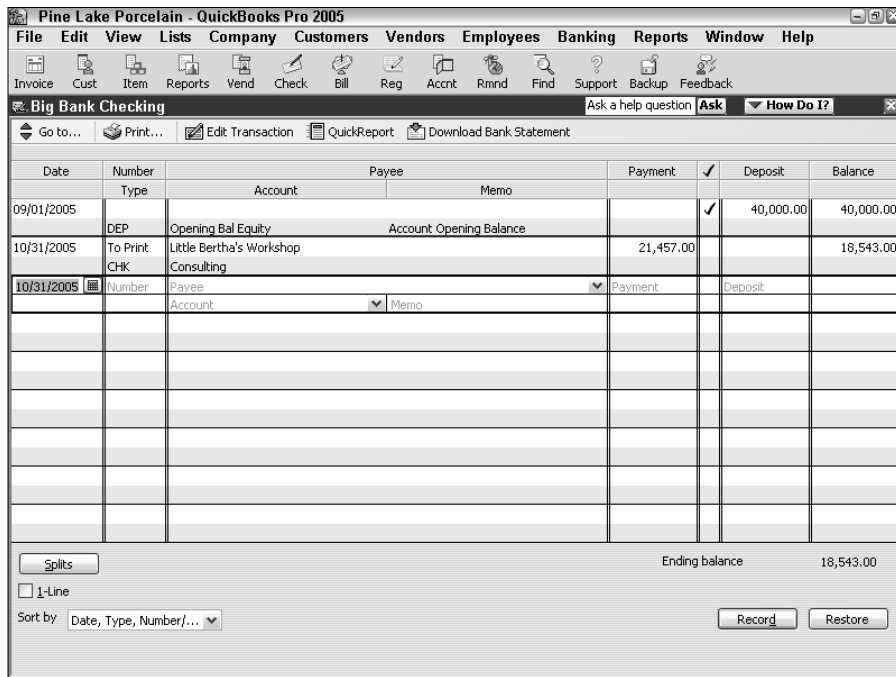 Pine Lake Porcelain - QuickBooks Pro 2005
File Edit View Lists Company Customers Vendors Employees Banking Reports Window Help
Invoice Cust Item Reports Vend Check Bill Reg Accnt Rmnd Find Support Backup Feedback
Big Bank Checking Ask a help question Ask How Do I?
Go to... Print... Edit Transaction QuickReport Download Bank Statement
Date Number Payee Payment ✓ Deposit Balance
Type Account Memo
09/01/2005 ✓ 40,000.00 40,000.00
DEP Opening Bal Equity Account Opening Balance
10/31/2005 To Print Little Bertha's Workshop 21,457.00 18,543.00
CHK Consulting
10/31/2005 Number Payee Payment Deposit
Account Memo
Splits Ending balance 18,543.00
1-Line
Sort by Date, Type, Number/... Record Restore